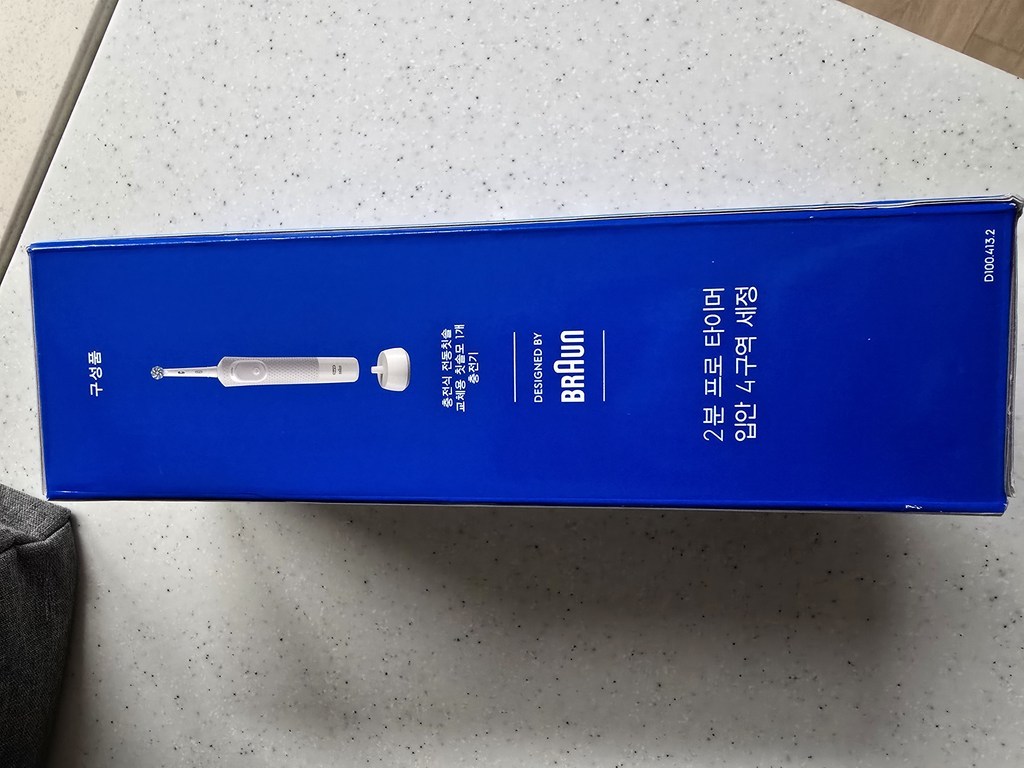 구성품
충전식 전동칫솔
교체용 칫솔모 1개
충전기
DESIGNED BY
BRAUN
2분 프로 타이머
입안 4구역 세정
D100.413.2